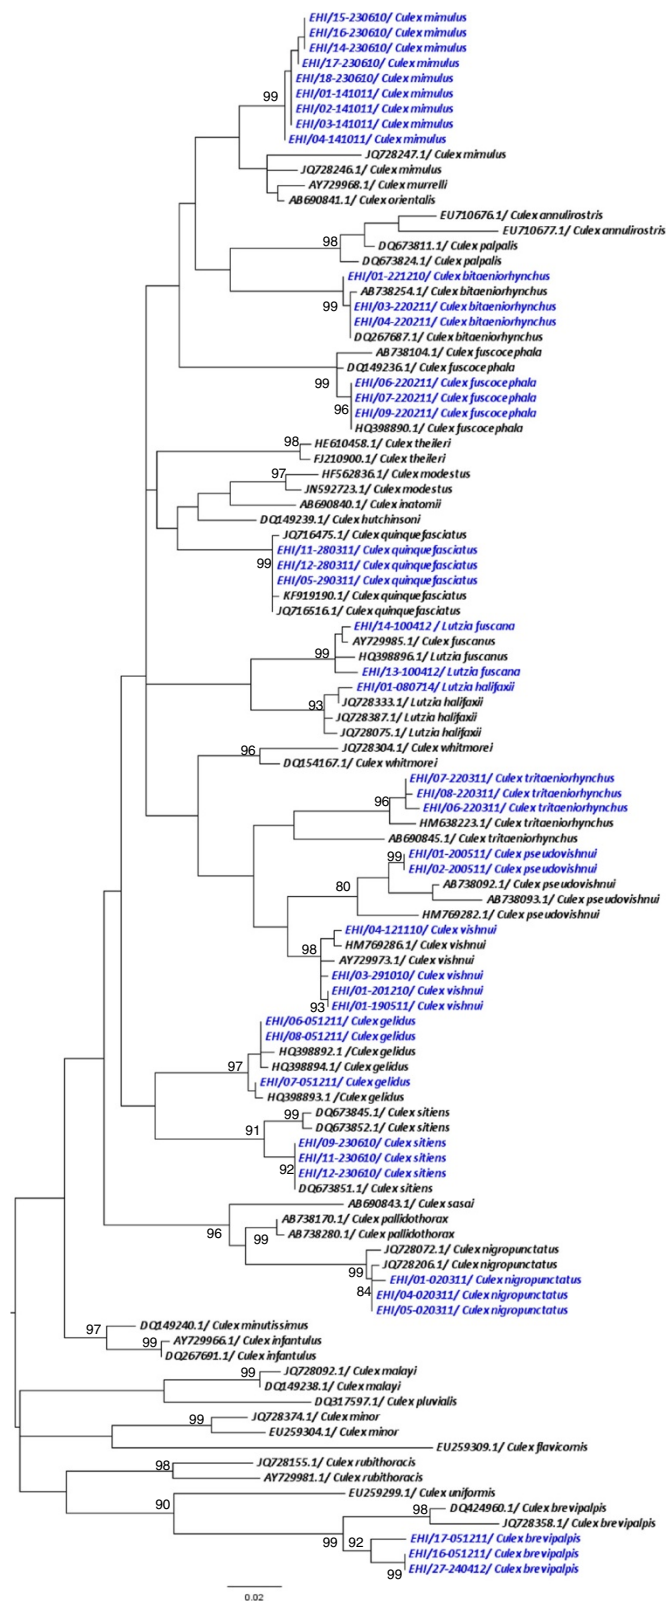 EHI/15-230610/ Culex mimulus
EHI/16-230610/ Culex mimulus
EHI/14-230610/ Culex mimulus
EHI/17-230610/ Culex mimulus
EHI/18-230610/ Culex mimulus
99
EHI/01-141011/ Culex mimulus
EHI/02-141011/ Culex mimulus
EHI/03-141011/ Culex mimulus
EHI/04-141011/ Culex mimulus
JQ728247.1/ Culex mimulus
JQ728246.1/ Culex mimulus
AY729968.1/ Culex murrelli
AB690841.1/ Culex orientalis
EU710676.1/ Culex annulirostris
EU710677.1/ Culex annulirostris
98
DQ673811.1/ Culex palpalis
DQ673824.1/ Culex palpalis
EHI/01-221210/ Culex bitaeniorhynchus
AB738254.1/ Culex bitaeniorhynchus
99
EHI/03-220211/ Culex bitaeniorhynchus
EHI/04-220211/ Culex bitaeniorhynchus
DQ267687.1/ Culex bitaeniorhynchus
AB738104.1/ Culex fuscocephala
DQ149236.1/ Culex fuscocephala
99
EHI/06-220211/ Culex fuscocephala
EHI/07-220211/ Culex fuscocephala
96
EHI/09-220211/ Culex fuscocephala
HQ398890.1/ Culex fuscocephala
98
HE610458.1/ Culex theileri
FJ210900.1/ Culex theileri
97
HF562836.1/ Culex modestus
JN592723.1/ Culex modestus
AB690840.1/ Culex inatomii
DQ149239.1/ Culex hutchinsoni
JQ716475.1/ Culex quinquefasciatus
EHI/11-280311/ Culex quinquefasciatus
99
EHI/12-280311/ Culex quinquefasciatus
EHI/05-290311/ Culex quinquefasciatus
KF919190.1/ Culex quinquefasciatus
JQ716516.1/ Culex quinquefasciatus
EHI/14-100412 / Lutzia fuscana
AY729985.1/ Culex fuscanus
99
HQ398896.1/ Lutzia fuscanus
EHI/13-100412/ Lutzia fuscana
EHI/01-080714/ Lutzia halifaxii
93
JQ728333.1/ Lutzia halifaxii
JQ728387.1/ Lutzia halifaxii
JQ728075.1/ Lutzia halifaxii
96
JQ728304.1/ Culex whitmorei
DQ154167.1/ Culex whitmorei
EHI/07-220311/ Culex tritaeniorhynchus
96
EHI/08-220311/ Culex tritaeniorhynchus
EHI/06-220311/ Culex tritaeniorhynchus
HM638223.1/ Culex tritaeniorhynchus
AB690845.1/ Culex tritaeniorhynchus
99
EHI/01-200511/ Culex pseudovishnui
EHI/02-200511/ Culex pseudovishnui
80
AB738092.1/ Culex pseudovishnui
AB738093.1/ Culex pseudovishnui
HM769282.1/ Culex pseudovishnui
EHI/04-121110/ Culex vishnui
98
HM769286.1/ Culex vishnui
AY729973.1/ Culex vishnui
EHI/03-291010/ Culex vishnui
EHI/01-201210/ Culex vishnui
93
EHI/01-190511/ Culex vishnui
EHI/06-051211/ Culex gelidus
EHI/08-051211/ Culex gelidus
HQ398892.1 /Culex gelidus
97
HQ398894.1/ Culex gelidus
EHI/07-051211/ Culex gelidus
HQ398893.1 /Culex gelidus
99
DQ673845.1/ Culex sitiens
DQ673852.1/ Culex sitiens
91
EHI/09-230610/ Culex sitiens
EHI/11-230610/ Culex sitiens
92
EHI/12-230610/ Culex sitiens
DQ673851.1/ Culex sitiens
AB690843.1/ Culex sasai
96
AB738170.1/ Culex pallidothorax
99
AB738280.1/ Culex pallidothorax
JQ728072.1/ Culex nigropunctatus
99
JQ728206.1/ Culex nigropunctatus
EHI/01-020311/ Culex nigropunctatus
84
EHI/04-020311/ Culex nigropunctatus
EHI/05-020311/ Culex nigropunctatus
97
DQ149240.1/ Culex minutissimus
99
AY729966.1/ Culex infantulus
DQ267691.1/ Culex infantulus
99
JQ728092.1/ Culex malayi
DQ149238.1/ Culex malayi
DQ317597.1/ Culex pluvialis
99
JQ728374.1/ Culex minor
EU259304.1/ Culex minor
EU259309.1/ Culex flavicornis
98
JQ728155.1/ Culex rubithoracis
AY729981.1/ Culex rubithoracis
90
EU259299.1/ Culex uniformis
98
DQ424960.1/ Culex brevipalpis
JQ728358.1/ Culex brevipalpis
99 92
EHI/17-051211/ Culex brevipalpis
EHI/16-051211/ Culex brevipalpis
99
EHI/27-240412/ Culex brevipalpis
0.02